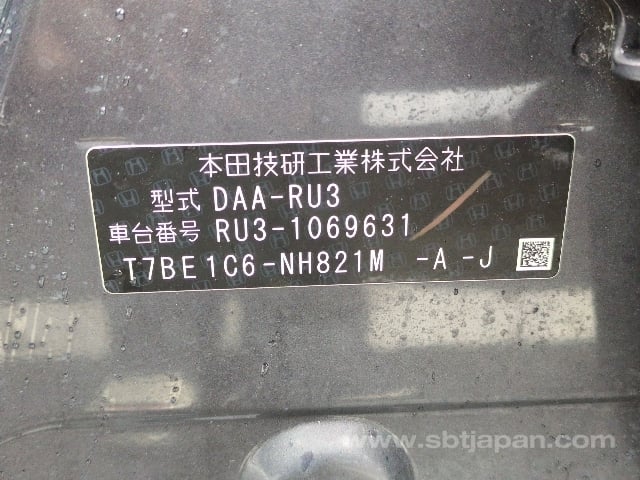 本田技研工業株式会社
型式 DAA-RU3
車台番号 RU3-1069631
T7BE1C6-NH821M -A -J
www.sbtjapan.com